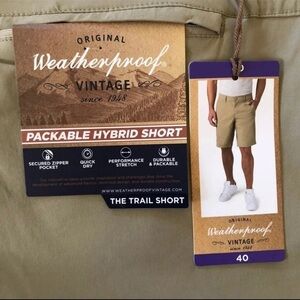 ORIGINAL
Weatherproof®
VINTAGE
since 1948
PACKABLE HYBRID SHORT
SECURED ZIPPER POCKET
QUICK DRY
PERFORMANCE STRETCH
DURABLE & PACKABLE
WWW.WEATHERPROOFVINTAGE.COM
THE TRAIL SHORT
ORIGINAL
Weatherproof®
VINTAGE
since 1948
40